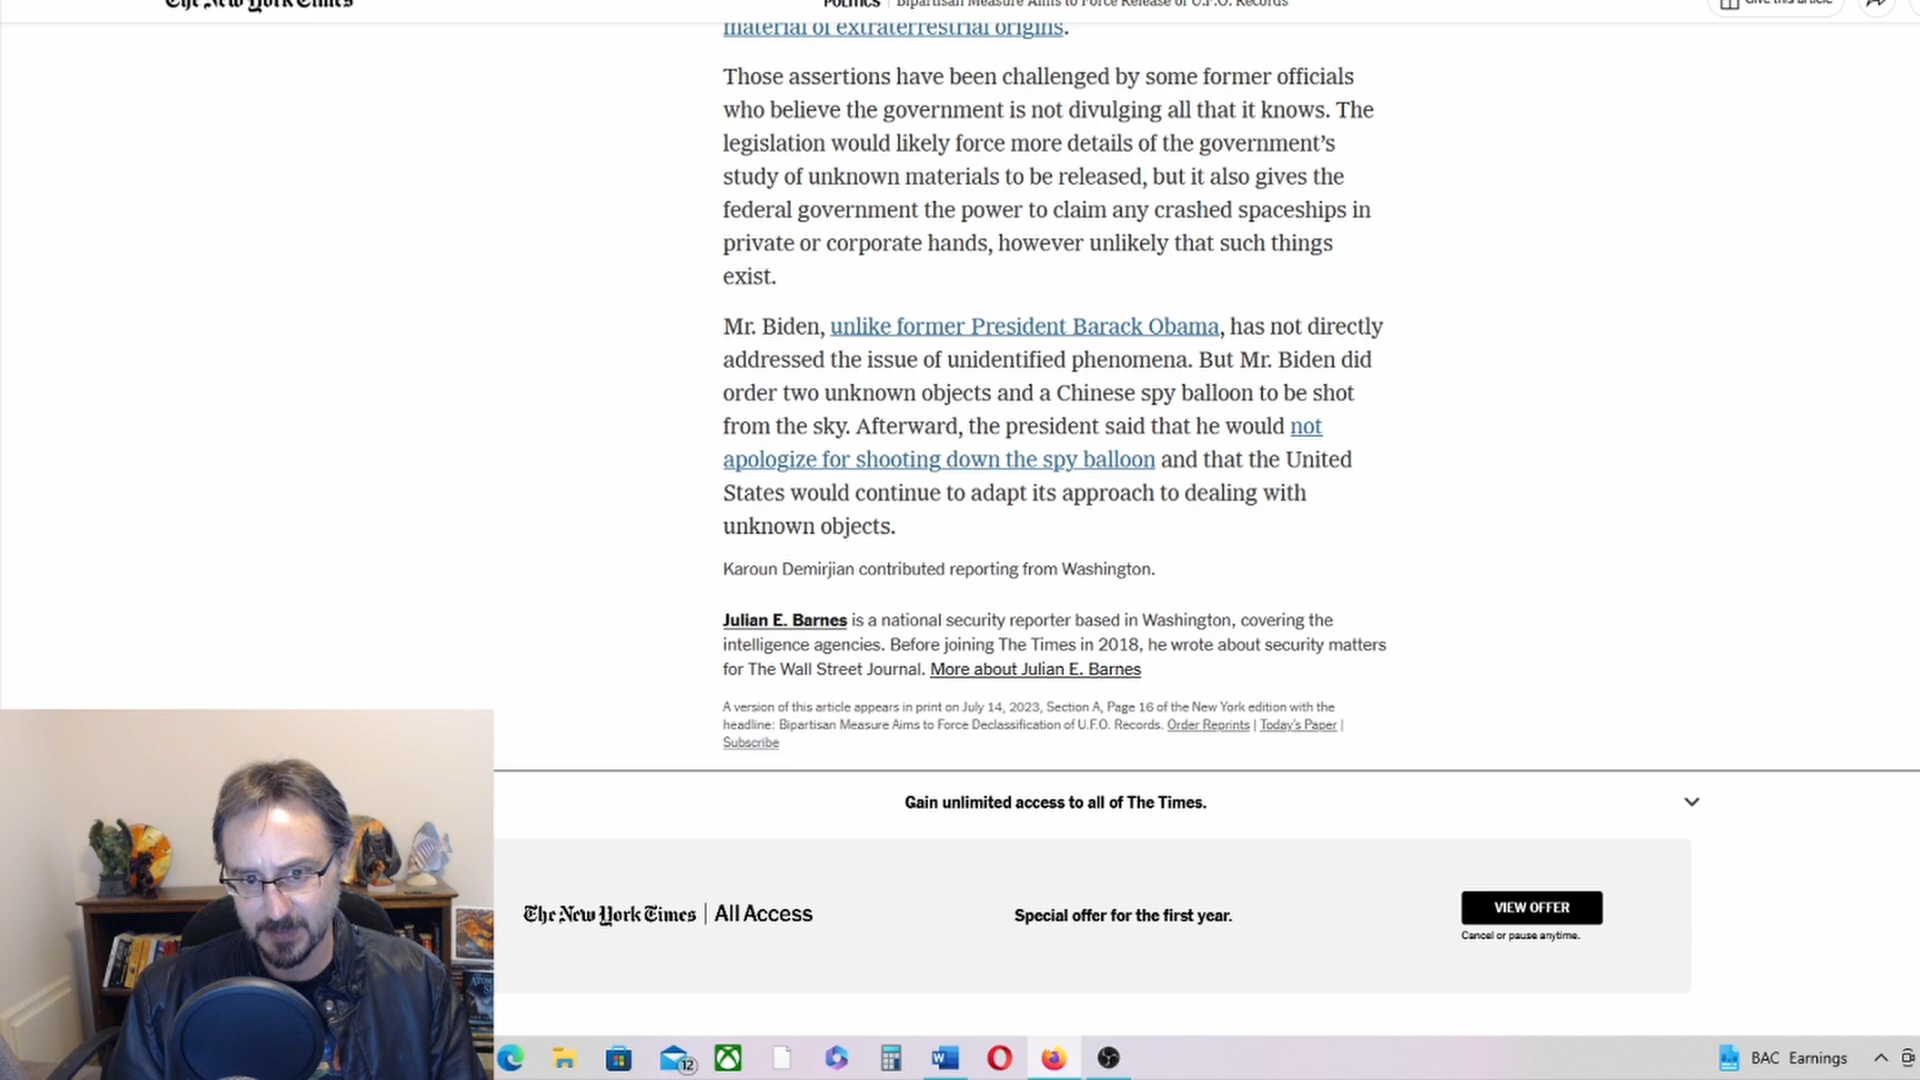 The New York Times
POLITICS | Bipartisan Measure Aims to Force Release of U.F.O. Records
Give this article
material of extraterrestrial origins.
Those assertions have been challenged by some former officials
who believe the government is not divulging all that it knows. The
legislation would likely force more details of the government’s
study of unknown materials to be released, but it also gives the
federal government the power to claim any crashed spaceships in
private or corporate hands, however unlikely that such things
exist.
Mr. Biden, unlike former President Barack Obama, has not directly
addressed the issue of unidentified phenomena. But Mr. Biden did
order two unknown objects and a Chinese spy balloon to be shot
from the sky. Afterward, the president said that he would not
apologize for shooting down the spy balloon and that the United
States would continue to adapt its approach to dealing with
unknown objects.
Karoun Demirjian contributed reporting from Washington.
Julian E. Barnes is a national security reporter based in Washington, covering the
intelligence agencies. Before joining The Times in 2018, he wrote about security matters
for The Wall Street Journal. More about Julian E. Barnes
A version of this article appears in print on July 14, 2023, Section A, Page 16 of the New York edition with the
headline: Bipartisan Measure Aims to Force Declassification of U.F.O. Records. Order Reprints | Today’s Paper |
Subscribe
Gain unlimited access to all of The Times.
The New York Times | All Access
Special offer for the first year.
VIEW OFFER
Cancel or pause anytime.
12
W
BAC Earnings